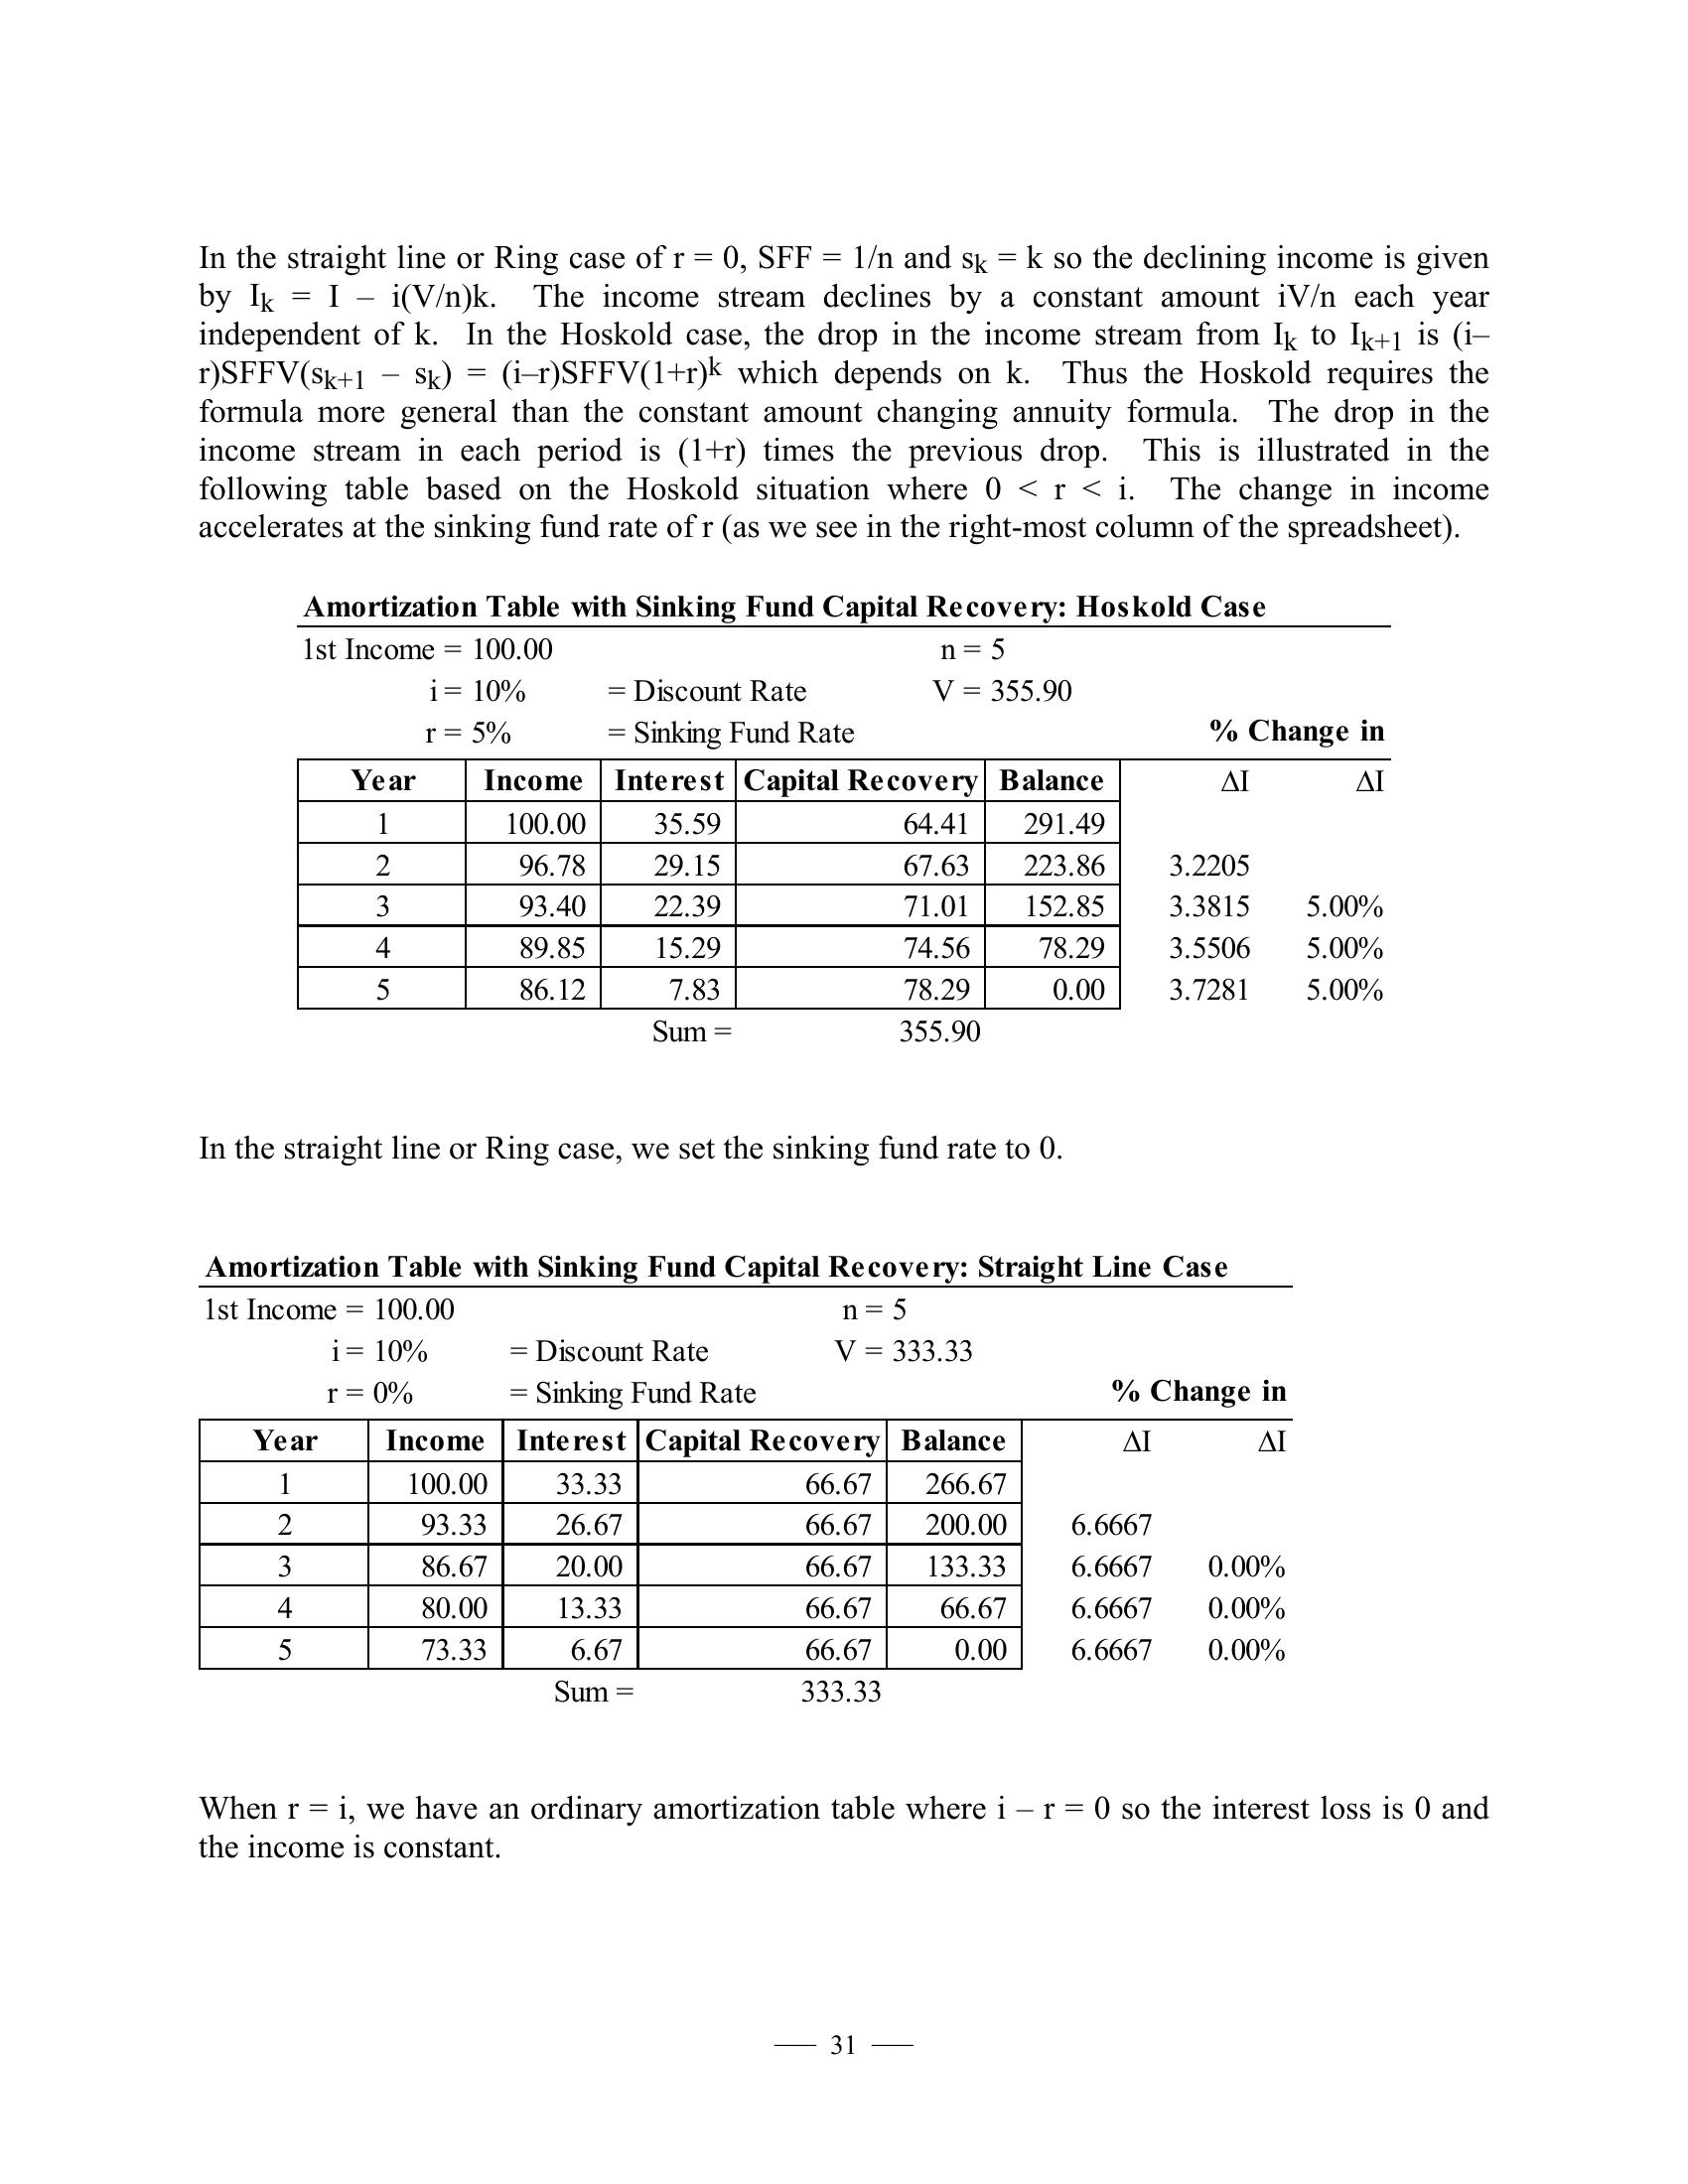 In the straight line or Ring case of r = 0, SFF = 1/n and sk = k so the declining income is given
by Ik = I – i(V/n)k. The income stream declines by a constant amount iV/n each year
independent of k. In the Hoskold case, the drop in the income stream from Ik to Ik+1 is (i–
r)SFFV(sk+1 – sk) = (i–r)SFFV(1+r)k which depends on k. Thus the Hoskold requires the
formula more general than the constant amount changing annuity formula. The drop in the
income stream in each period is (1+r) times the previous drop. This is illustrated in the
following table based on the Hoskold situation where 0 < r < i. The change in income
accelerates at the sinking fund rate of r (as we see in the right-most column of the spreadsheet).
Amortization Table with Sinking Fund Capital Recovery: Hoskold Case
1st Income = 100.00 n = 5
i = 10% = Discount Rate V = 355.90
r = 5% = Sinking Fund Rate % Change in
Year Income Interest Capital Recovery Balance ΔI ΔI
1 100.00 35.59 64.41 291.49
2 96.78 29.15 67.63 223.86 3.2205
3 93.40 22.39 71.01 152.85 3.3815 5.00%
4 89.85 15.29 74.56 78.29 3.5506 5.00%
5 86.12 7.83 78.29 0.00 3.7281 5.00%
Sum = 355.90
In the straight line or Ring case, we set the sinking fund rate to 0.
Amortization Table with Sinking Fund Capital Recovery: Straight Line Case
1st Income = 100.00 n = 5
i = 10% = Discount Rate V = 333.33
r = 0% = Sinking Fund Rate % Change in
Year Income Interest Capital Recovery Balance ΔI ΔI
1 100.00 33.33 66.67 266.67
2 93.33 26.67 66.67 200.00 6.6667
3 86.67 20.00 66.67 133.33 6.6667 0.00%
4 80.00 13.33 66.67 66.67 6.6667 0.00%
5 73.33 6.67 66.67 0.00 6.6667 0.00%
Sum = 333.33
When r = i, we have an ordinary amortization table where i – r = 0 so the interest loss is 0 and
the income is constant.
— 31 —